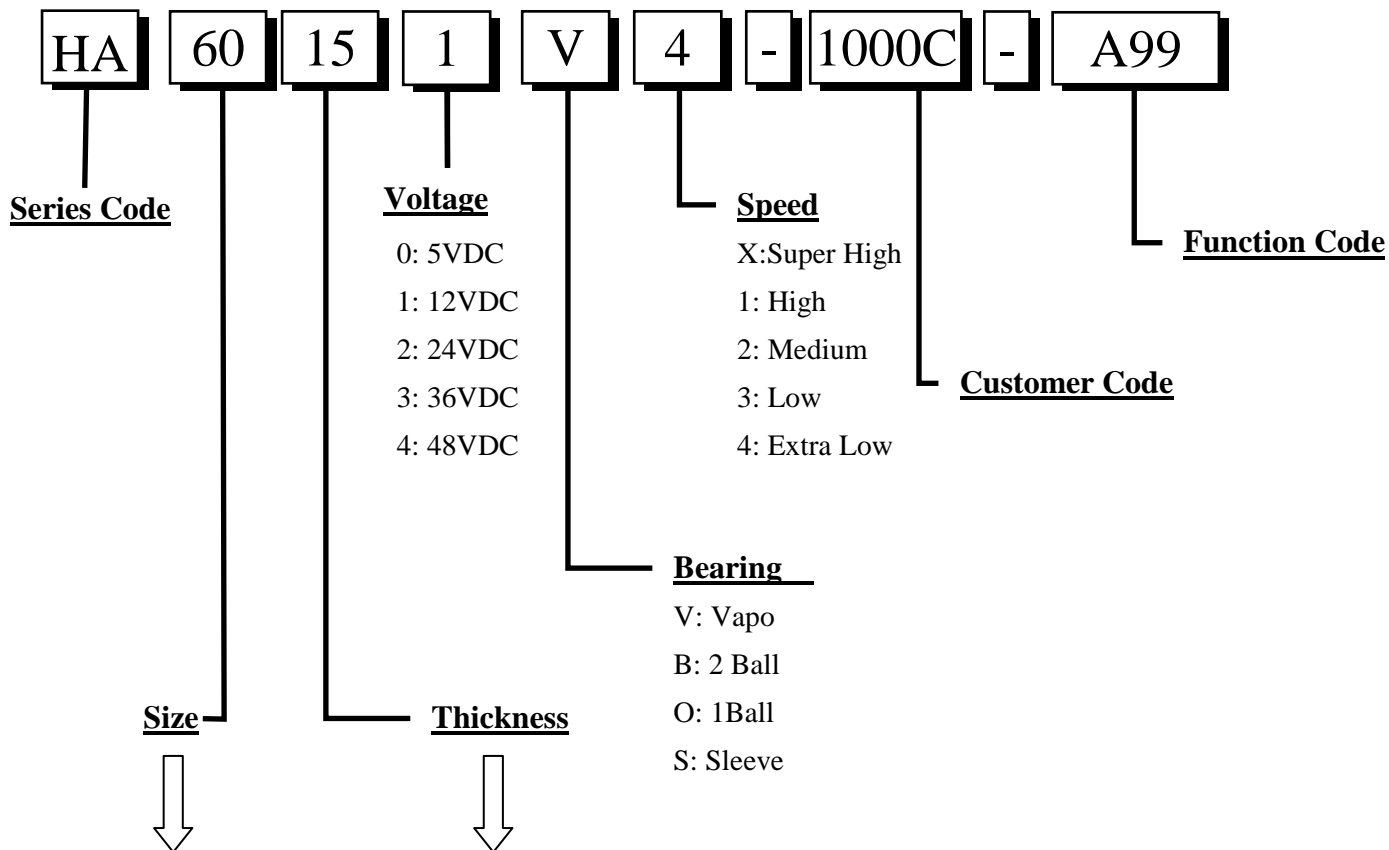 HA 60 15 1 V 4 - 1000C - A99
Series Code
Voltage
0: 5VDC
1: 12VDC
2: 24VDC
3: 36VDC
4: 48VDC
Speed
X:Super High
1: High
2: Medium
3: Low
4: Extra Low
Function Code
Customer Code
Bearing
V: Vapo
B: 2 Ball
O: 1Ball
S: Sleeve
Size
Thickness